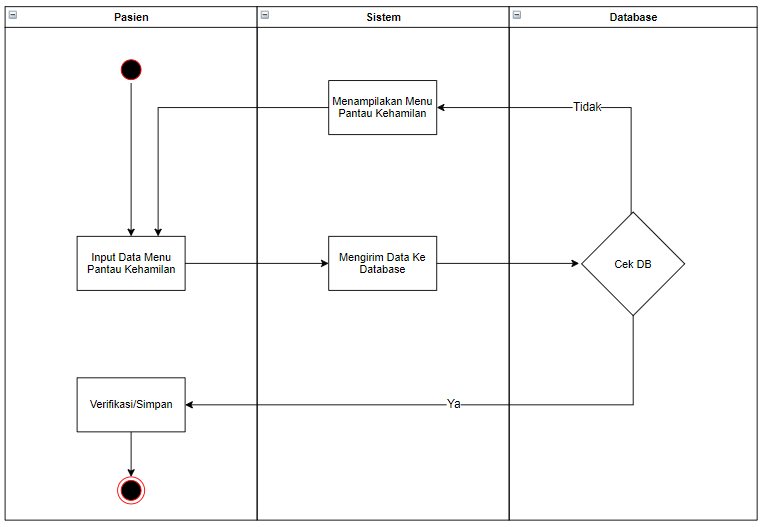 Pasien
Sistem
Database
Menampilakan Menu
Pantau Kehamilan
Tidak
Input Data Menu
Pantau Kehamilan
Mengirim Data Ke
Database
Cek DB
Verifikasi/Simpan
Ya